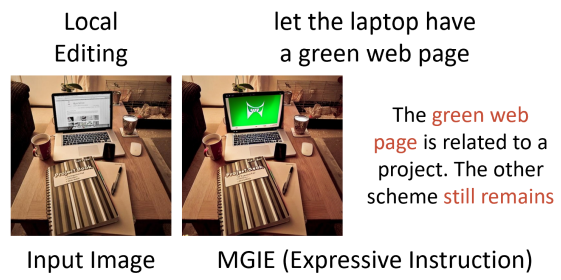 Local
Editing
let the laptop have
a green web page
The green web
page is related to a
project. The other
scheme still remains
Input Image
MGIE (Expressive Instruction)